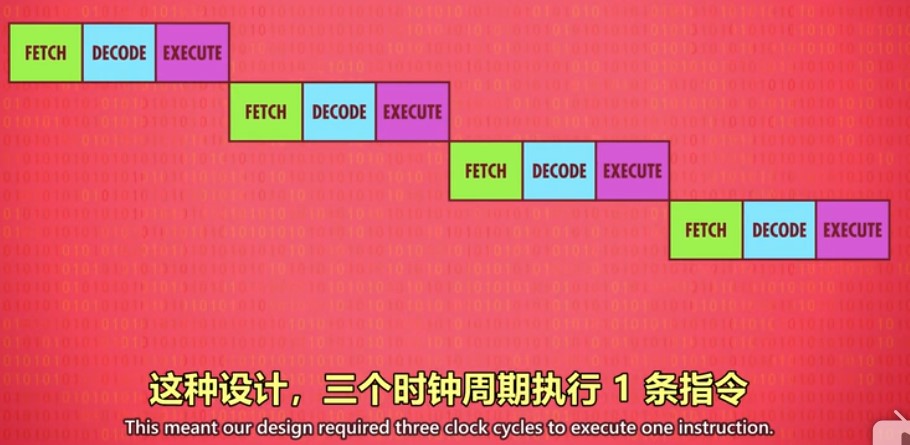 FETCH DECODE EXECUTE
FETCH DECODE EXECUTE
FETCH DECODE EXECUTE
FETCH DECODE EXECUTE
这种设计，三个时钟周期执行 1 条指令
This meant our design required three clock cycles to execute one instruction.